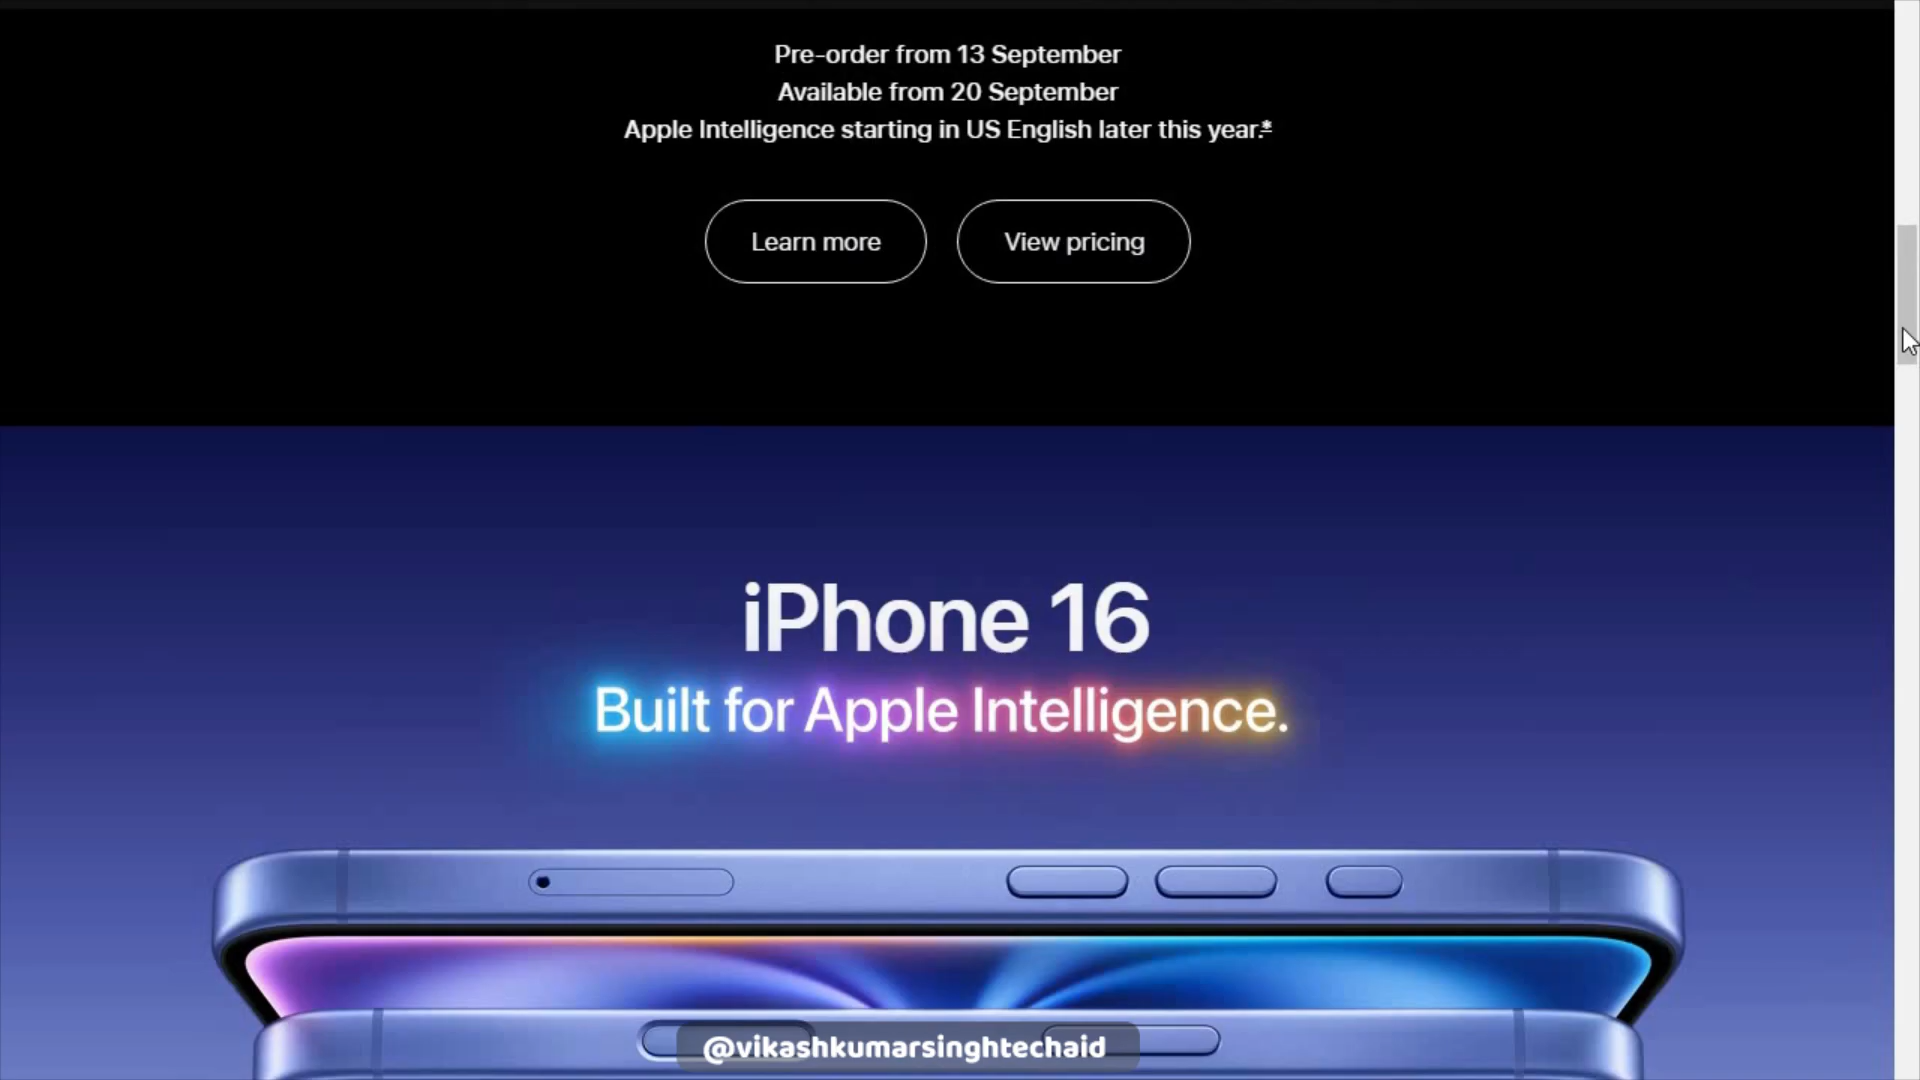 Pre-order from 13 September
Available from 20 September
Apple Intelligence starting in US English later this year.*
Learn more
View pricing
iPhone 16
Built for Apple Intelligence.
@vikashkumarsinghtechaid